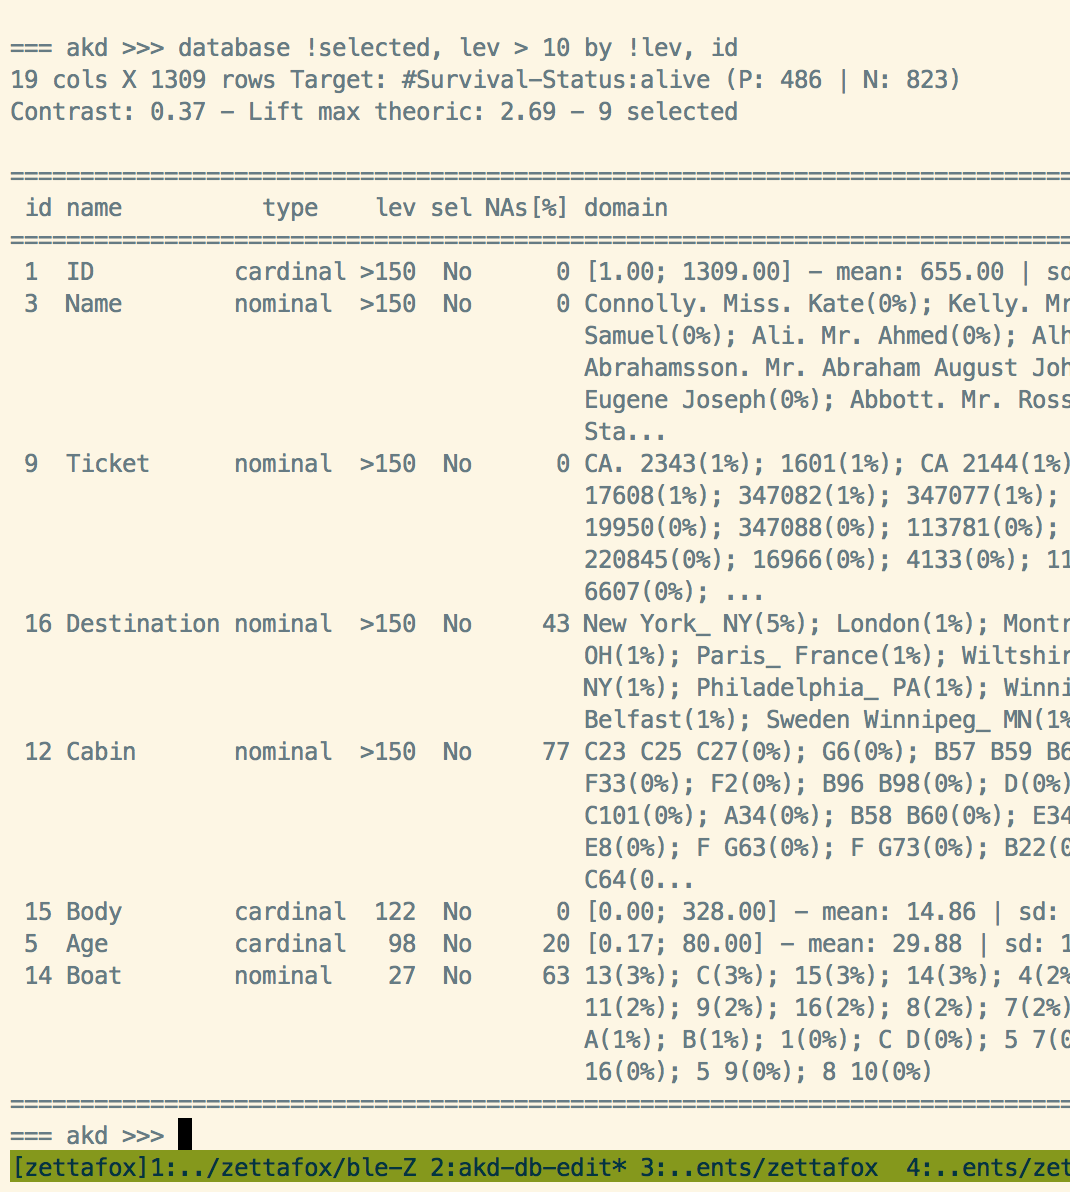 === akd >>> database !selected, lev > 10 by !lev, id
19 cols X 1309 rows Target: #Survival-Status:alive (P: 486 | N: 823)
Contrast: 0.37 - Lift max theoric: 2.69 - 9 selected
============================================================================
id name type lev sel NAs[%] domain
============================================================================
1 ID cardinal >150 No 0 [1.00; 1309.00] - mean: 655.00 | sd
3 Name nominal >150 No 0 Connolly. Miss. Kate(0%); Kelly. Mr
Samuel(0%); Ali. Mr. Ahmed(0%); Alh
Abrahamsson. Mr. Abraham August Joh
Eugene Joseph(0%); Abbott. Mr. Ross
Sta...
9 Ticket nominal >150 No 0 CA. 2343(1%); 1601(1%); CA 2144(1%)
17608(1%); 347082(1%); 347077(1%);
19950(0%); 347088(0%); 113781(0%);
220845(0%); 16966(0%); 4133(0%); 11
6607(0%); ...
16 Destination nominal >150 No 43 New York_ NY(5%); London(1%); Montr
OH(1%); Paris_ France(1%); Wiltshir
NY(1%); Philadelphia_ PA(1%); Winni
Belfast(1%); Sweden Winnipeg_ MN(1%
12 Cabin nominal >150 No 77 C23 C25 C27(0%); G6(0%); B57 B59 B6
F33(0%); F2(0%); B96 B98(0%); D(0%)
C101(0%); A34(0%); B58 B60(0%); E34
E8(0%); F G63(0%); F G73(0%); B22(0
C64(0...
15 Body cardinal 122 No 0 [0.00; 328.00] - mean: 14.86 | sd:
5 Age cardinal 98 No 20 [0.17; 80.00] - mean: 29.88 | sd: 1
14 Boat nominal 27 No 63 13(3%); C(3%); 15(3%); 14(3%); 4(2%
11(2%); 9(2%); 16(2%); 8(2%); 7(2%)
A(1%); B(1%); 1(0%); C D(0%); 5 7(0
16(0%); 5 9(0%); 8 10(0%)
============================================================================
=== akd >>>
[zettafox]1:../zettafox/ble-Z 2:akd-db-edit* 3:..ents/zettafox 4:..ents/zet